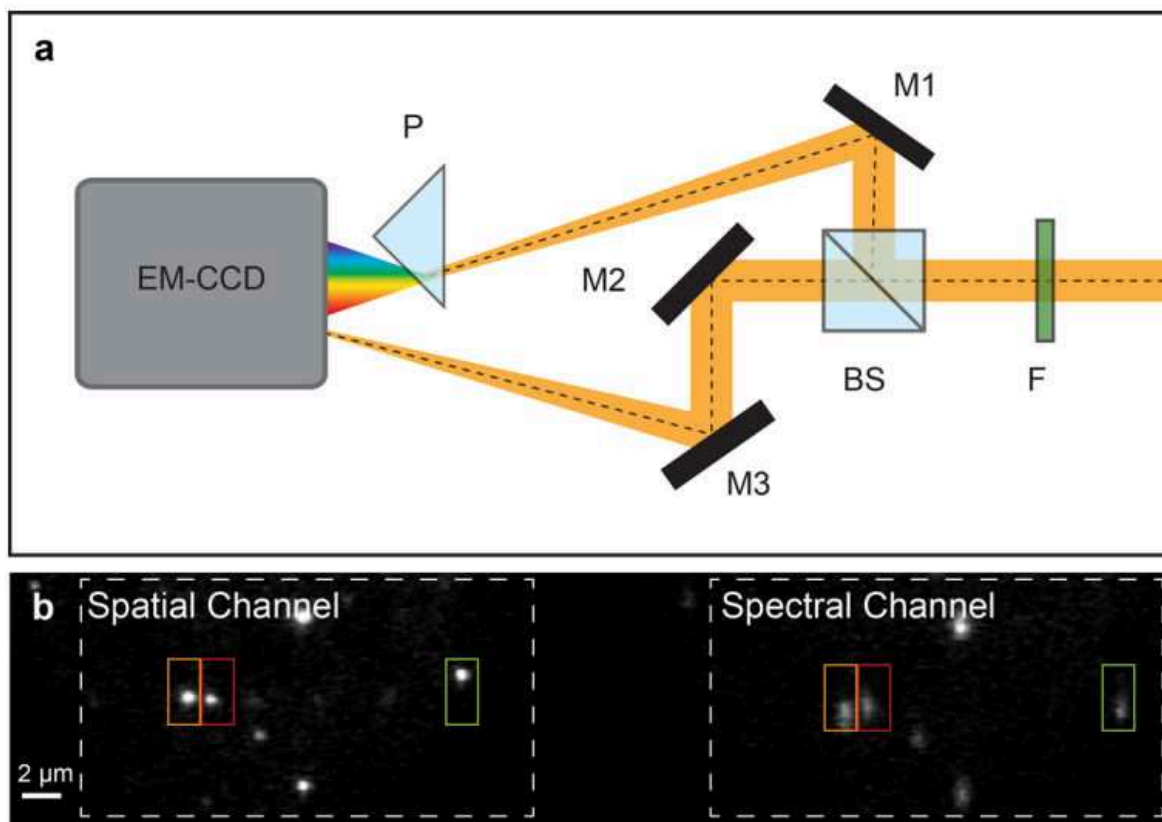 a
M1
P
EM-CCD
M2
BS
F
M3
b
Spatial Channel
Spectral Channel
2 μm